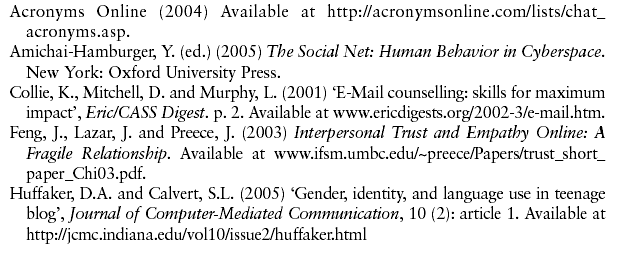 Acronyms Online (2004) Available at http://acronymsonline.com/lists/chat_
acronyms.asp.
Amichai-Hamburger, Y. (ed.) (2005) The Social Net: Human Behavior in Cyberspace.
New York: Oxford University Press.
Collie, K., Mitchell, D. and Murphy, L. (2001) ‘E-Mail counselling: skills for maximum
impact’, Eric/CASS Digest. p. 2. Available at www.ericdigests.org/2002-3/e-mail.htm.
Feng, J., Lazar, J. and Preece, J. (2003) Interpersonal Trust and Empathy Online: A
Fragile Relationship. Available at www.ifsm.umbc.edu/~preece/Papers/trust_short_
paper_Chi03.pdf.
Huffaker, D.A. and Calvert, S.L. (2005) ‘Gender, identity, and language use in teenage
blog’, Journal of Computer-Mediated Communication, 10 (2): article 1. Available at
http://jcmc.indiana.edu/vol10/issue2/huffaker.html